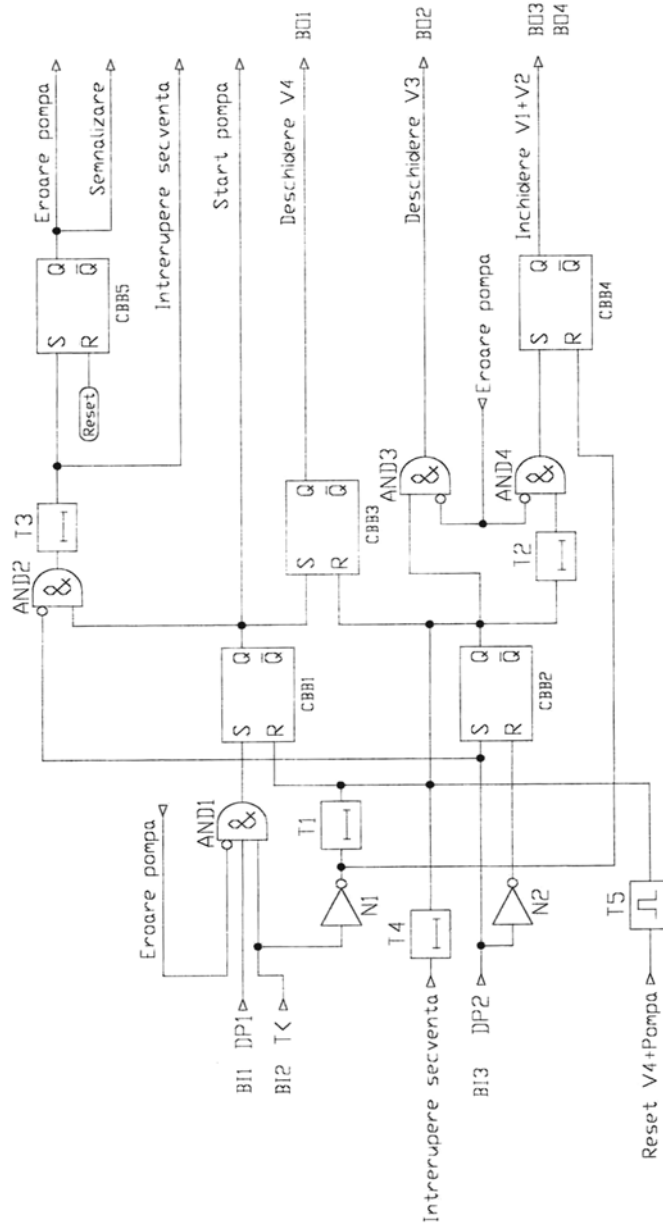 Eroare pompa
Semnalizare
Intrerupere secventa
Start pompa
Deschidere V4 BO1
Deschidere V3 BO2
Inchidere V1+V2 BO3
BO4
S Q
R Q
CBB5
Reset
T3
AND2
&
S Q
R Q
CBB3
AND3
&
Eroare pompa
AND4
&
T2
S Q
R Q
CBB4
S Q
R Q
CBB1
S Q
R Q
CBB2
Eroare pompa
AND1
&
T1
N1
T4
N2
T5
BI1 DP1
BI2 T<
Intrerupere secventa
BI3 DP2
Reset V4+Pompa